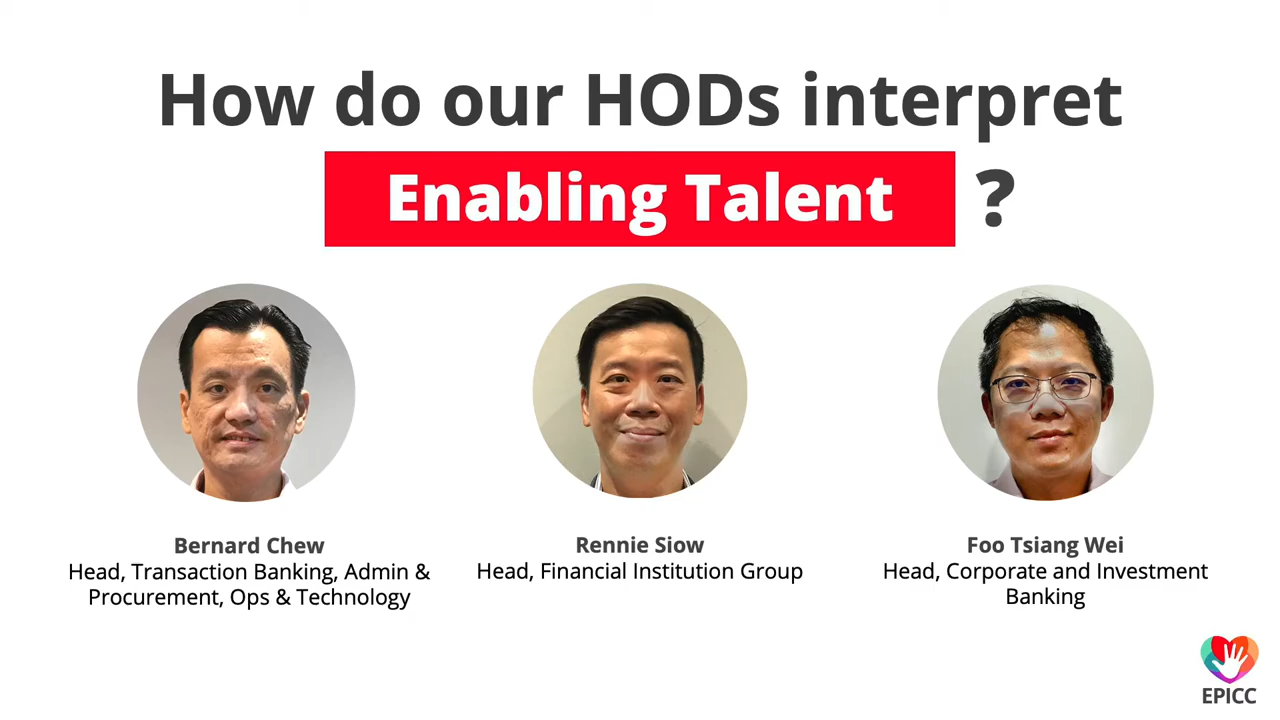 How do our HODs interpret
Enabling Talent ?
Bernard Chew
Head, Transaction Banking, Admin &
Procurement, Ops & Technology
Rennie Siow
Head, Financial Institution Group
Foo Tsiang Wei
Head, Corporate and Investment
Banking
EPICC